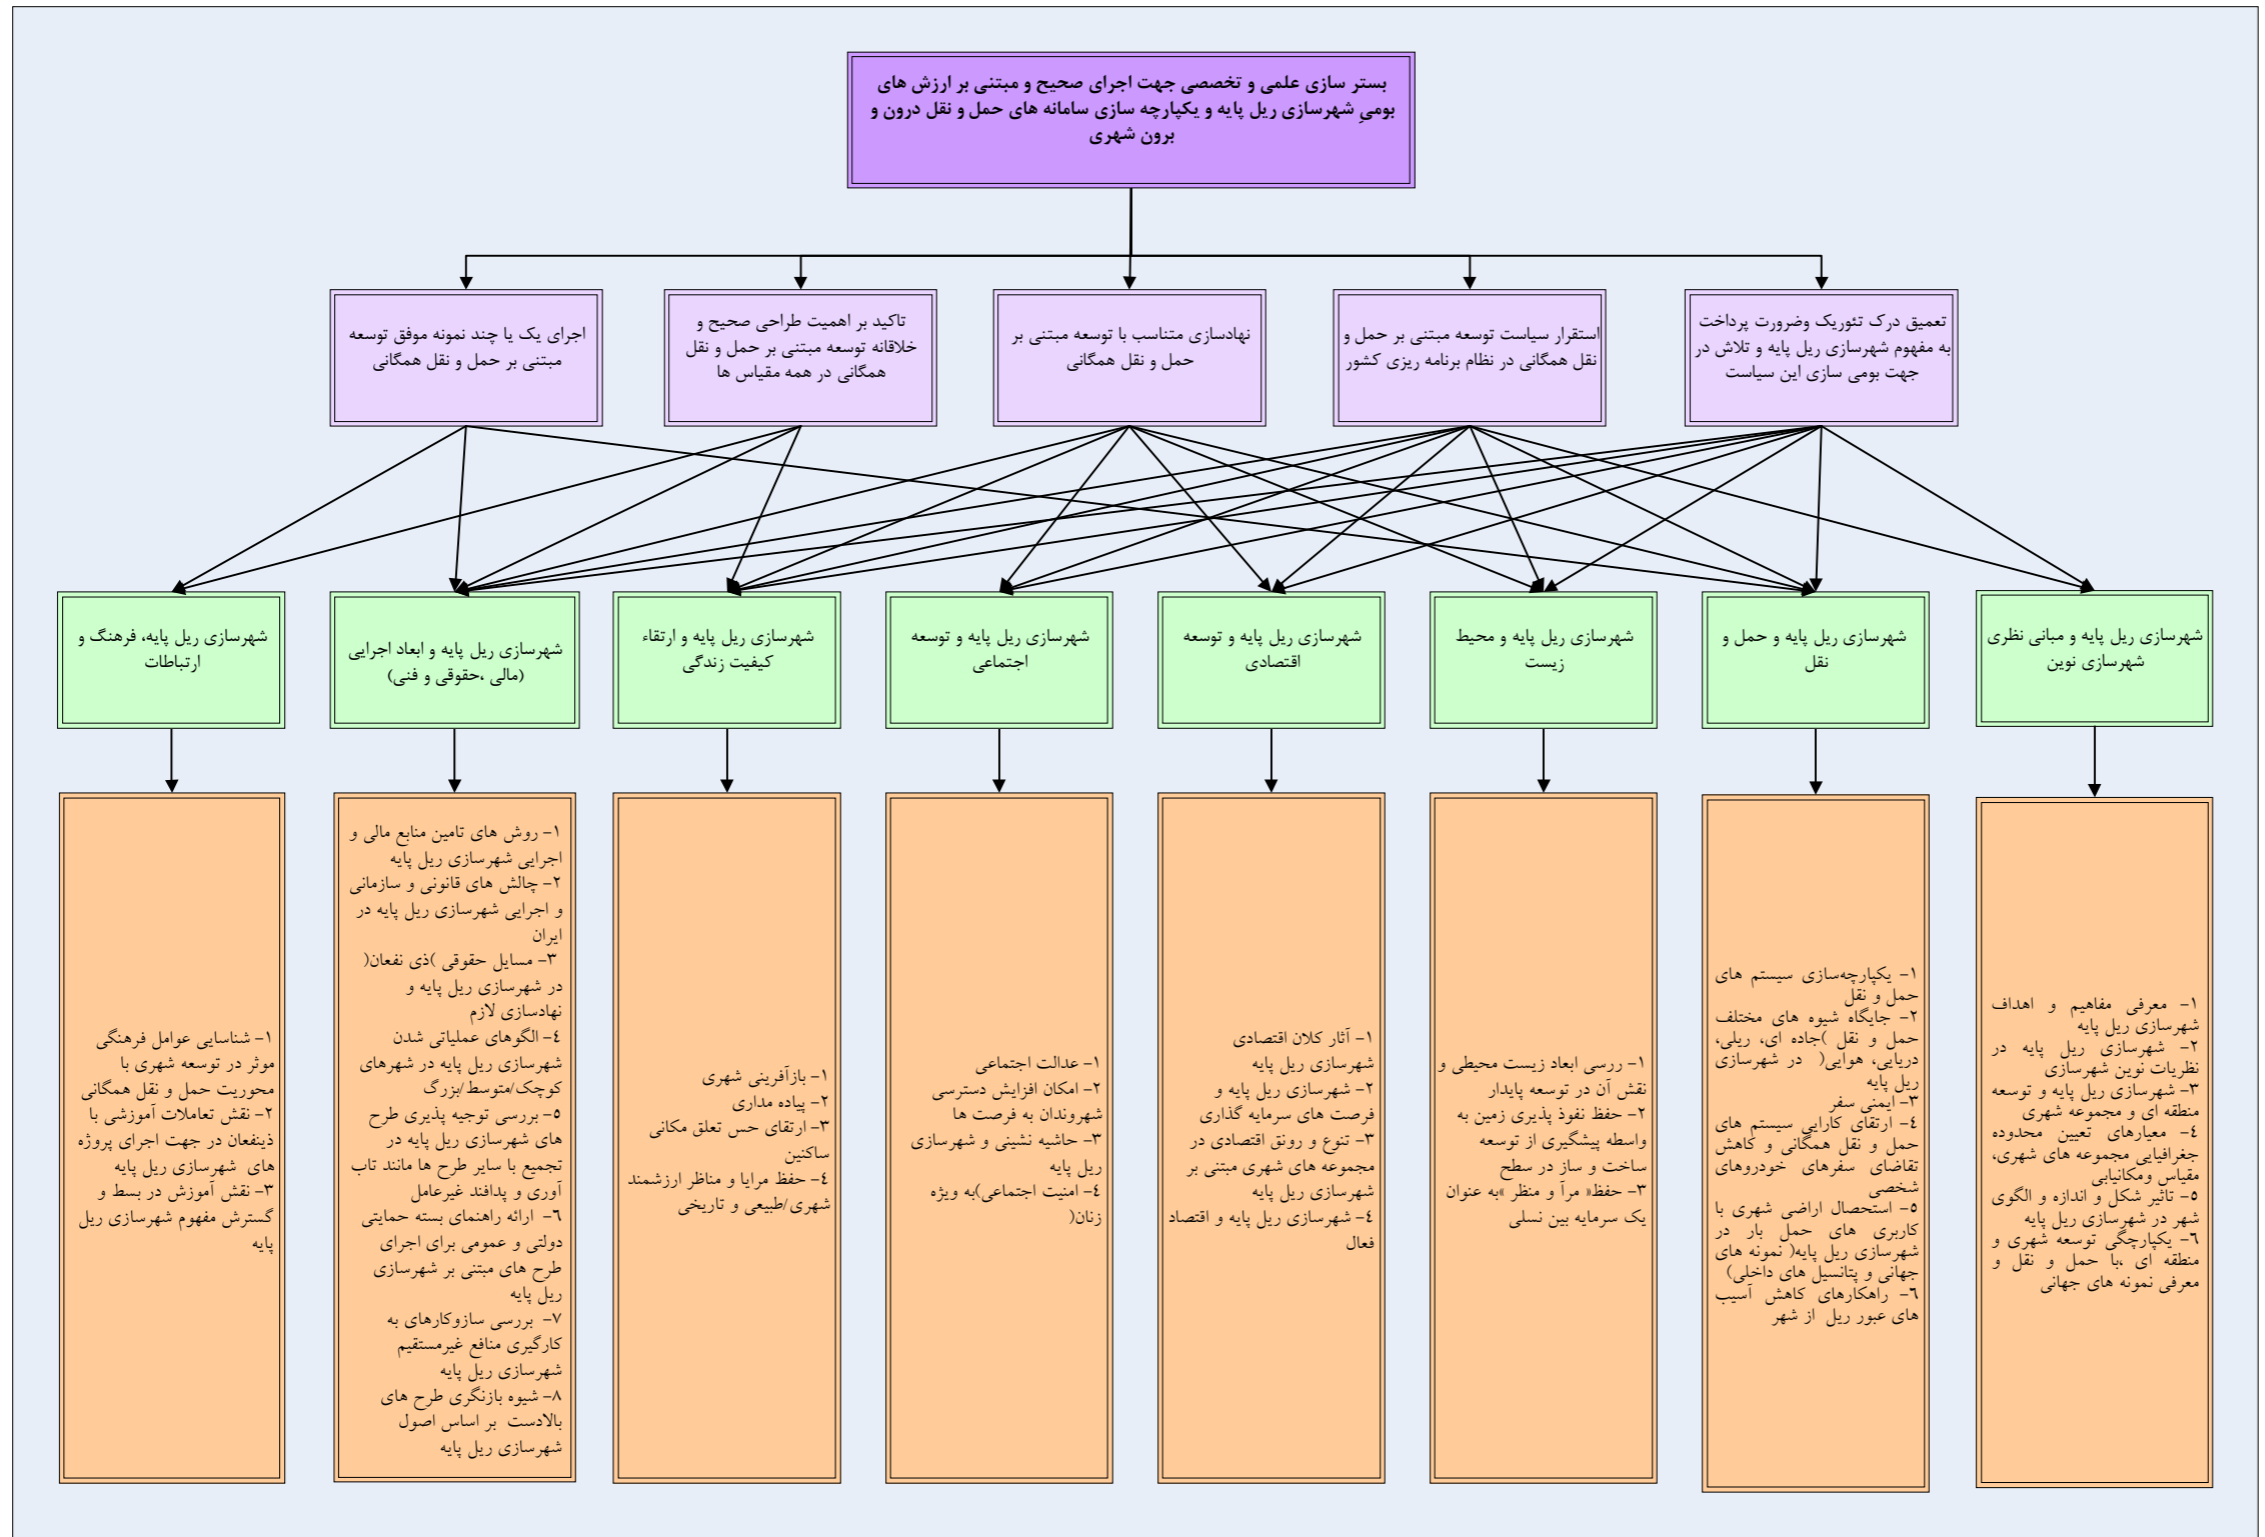 بستر سازی علمی و تخصصی جهت اجرای صحیح و مبتنی بر ارزش های
بومیِ شهرسازی ریل پایه و یکپارچه سازی سامانه های حمل و نقل درون و
برون شهری
تعمیق درک تئوریک وضرورت پرداخت
به مفهوم شهرسازی ریل پایه و تلاش در
جهت بومی سازی این سیاست
استقرار سیاست توسعه مبتنی بر حمل و
نقل همگانی در نظام برنامه ریزی کشور
نهادسازی متناسب با توسعه مبتنی بر
حمل و نقل همگانی
تاکید بر اهمیت طراحی صحیح و
خلاقانه توسعه مبتنی بر حمل و نقل
همگانی در همه مقیاس ها
اجرای یک یا چند نمونه موفق توسعه
مبتنی بر حمل و نقل همگانی
شهرسازی ریل پایه و مبانی نظری
شهرسازی نوین
شهرسازی ریل پایه و حمل و
نقل
شهرسازی ریل پایه و محیط
زیست
شهرسازی ریل پایه و توسعه
اقتصادی
شهرسازی ریل پایه و توسعه
اجتماعی
شهرسازی ریل پایه و ارتقاء
کیفیت زندگی
شهرسازی ریل پایه و ابعاد اجرایی
(مالی ،حقوقی و فنی)
شهرسازی ریل پایه، فرهنگ و
ارتباطات
۱- معرفی مفاهیم و اهداف
شهرسازی ریل پایه
۲- شهرسازی ریل پایه در
نظریات نوین شهرسازی
۳- شهرسازی ریل پایه و توسعه
منطقه ای و مجموعه شهری
٤- معیارهای تعیین محدوده
جغرافیایی مجموعه های شهری،
مقیاس ومکانیابی
٥- تاثیر شکل و اندازه و الگوی
شهر در شهرسازی ریل پایه
٦- یکپارچگی توسعه شهری و
منطقه ای ،با حمل و نقل و
معرفی نمونه های جهانی
۱- یکپارچه‌سازی سیستم های
حمل و نقل
۲- جایگاه شیوه های مختلف
حمل و نقل )جاده ای، ریلی،
دریایی، هوایی( در شهرسازی
ریل پایه
۳- ایمنی سفر
٤- ارتقای کارایی سیستم های
حمل و نقل همگانی و کاهش
تقاضای سفرهای خودروهای
شخصی
٥- استحصال اراضی شهری با
کاربری های حمل بار در
شهرسازی ریل پایه( نمونه های
جهانی و پتانسیل های داخلی)
٦- راهکارهای کاهش آسیب
های عبور ریل از شهر
۱- ررسی ابعاد زیست محیطی و
نقش آن در توسعه پایدار
۲- حفظ نفوذ پذیری زمین به
واسطه پیشگیری از توسعه
ساخت و ساز در سطح
۳- حفظ« مرآ و منظر »به عنوان
یک سرمایه بین نسلی
۱- آثار کلان اقتصادی
شهرسازی ریل پایه
۲- شهرسازی ریل پایه و
فرصت های سرمایه گذاری
۳- تنوع و رونق اقتصادی در
مجموعه های شهری مبتنی بر
شهرسازی ریل پایه
٤- شهرسازی ریل پایه و اقتصاد
فعال
۱- عدالت اجتماعی
۲- امکان افزایش دسترسی
شهروندان به فرصت ها
۳- حاشیه نشینی و شهرسازی
ریل پایه
٤- امنیت اجتماعی)به ویژه
زنان(
۱- بازآفرینی شهری
۲- پیاده مداری
۳- ارتقای حس تعلق مکانی
ساکنین
٤- حفظ مرایا و مناظر ارزشمند
شهری/طبیعی و تاریخی
۱- روش های تامین منابع مالی و
اجرایی شهرسازی ریل پایه
۲- چالش های قانونی و سازمانی
و اجرایی شهرسازی ریل پایه در
ایران
۳- مسایل حقوقی )ذی نفعان(
در شهرسازی ریل پایه و
نهادسازی لازم
٤- الگوهای عملیاتی شدن
شهرسازی ریل پایه در شهرهای
کوچک/متوسط/بزرگ
٥- بررسی توجیه پذیری طرح
های شهرسازی ریل پایه در
تجمیع با سایر طرح ها مانند تاب
آوری و پدافند غیرعامل
٦- ارائه راهنمای بسته حمایتی
دولتی و عمومی برای اجرای
طرح های مبتنی بر شهرسازی
ریل پایه
۷- بررسی سازوکارهای به
کارگیری منافع غیرمستقیم
شهرسازی ریل پایه
۸- شیوه بازنگری طرح های
بالادست بر اساس اصول
شهرسازی ریل پایه
۱- شناسایی عوامل فرهنگی
موثر در توسعه شهری با
محوریت حمل و نقل همگانی
۲- نقش تعاملات آموزشی با
ذینفعان در جهت اجرای پروژه
های شهرسازی ریل پایه
۳- نقش آموزش در بسط و
گسترش مفهوم شهرسازی ریل
پایه